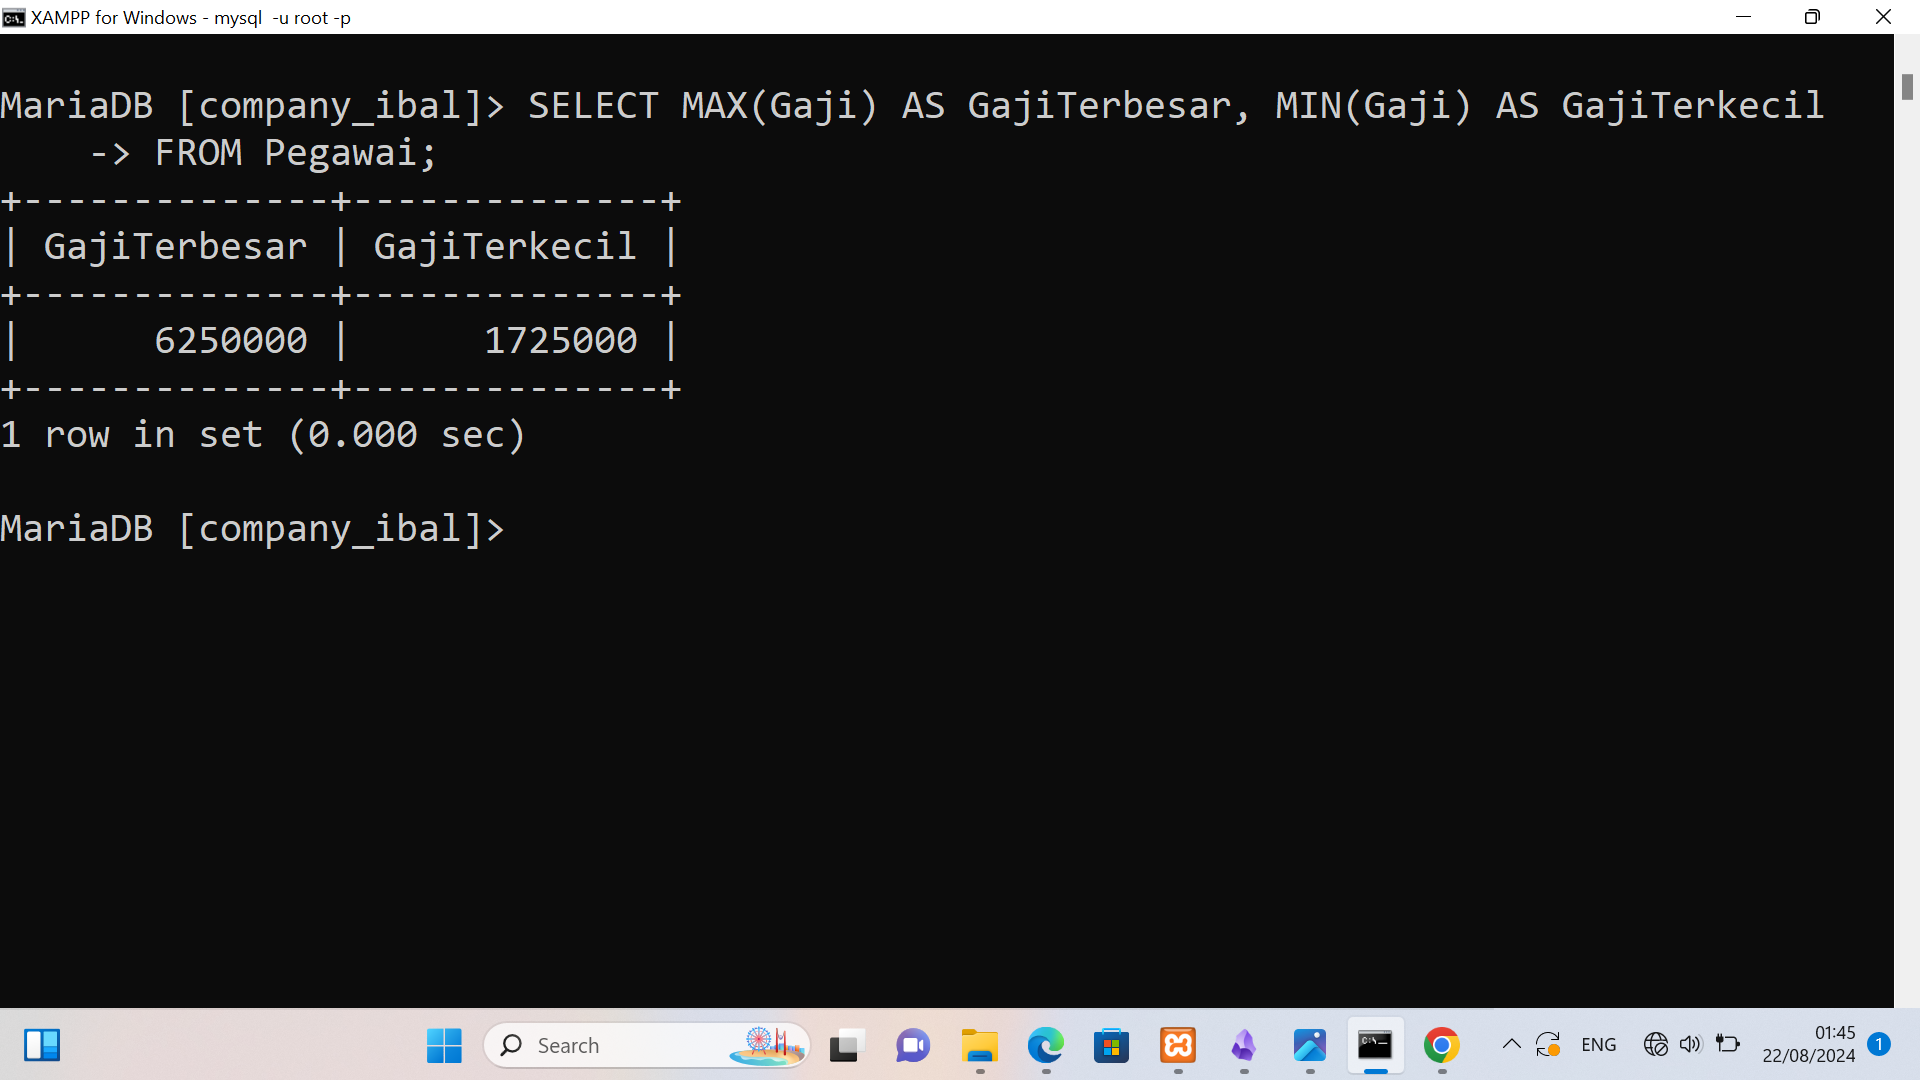 XAMPP for Windows - mysql  -u root -p
MariaDB [company_ibal]> SELECT MAX(Gaji) AS GajiTerbesar, MIN(Gaji) AS GajiTerkecil
    -> FROM Pegawai;
+--------------+--------------+
| GajiTerbesar | GajiTerkecil |
+--------------+--------------+
|      6250000 |      1725000 |
+--------------+--------------+
1 row in set (0.000 sec)
MariaDB [company_ibal]>
Search
ENG
01:45
22/08/2024
1